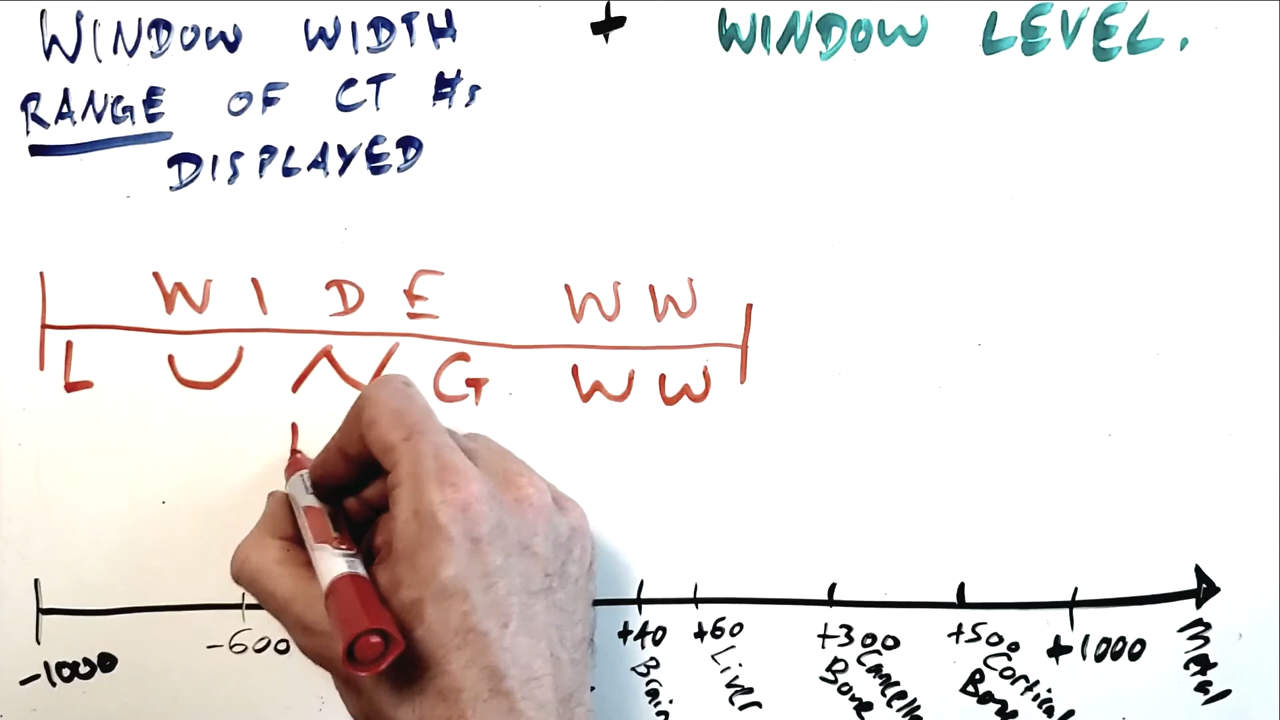 WINDOW WIDTH + WINDOW LEVEL.
RANGE OF CT #s
DISPLAYED
WIDE WW
LUNG WW
-1000 -600 +40 +60 +300 +500 +1000 Metal
Brain Liver Bone Cortical
Bone